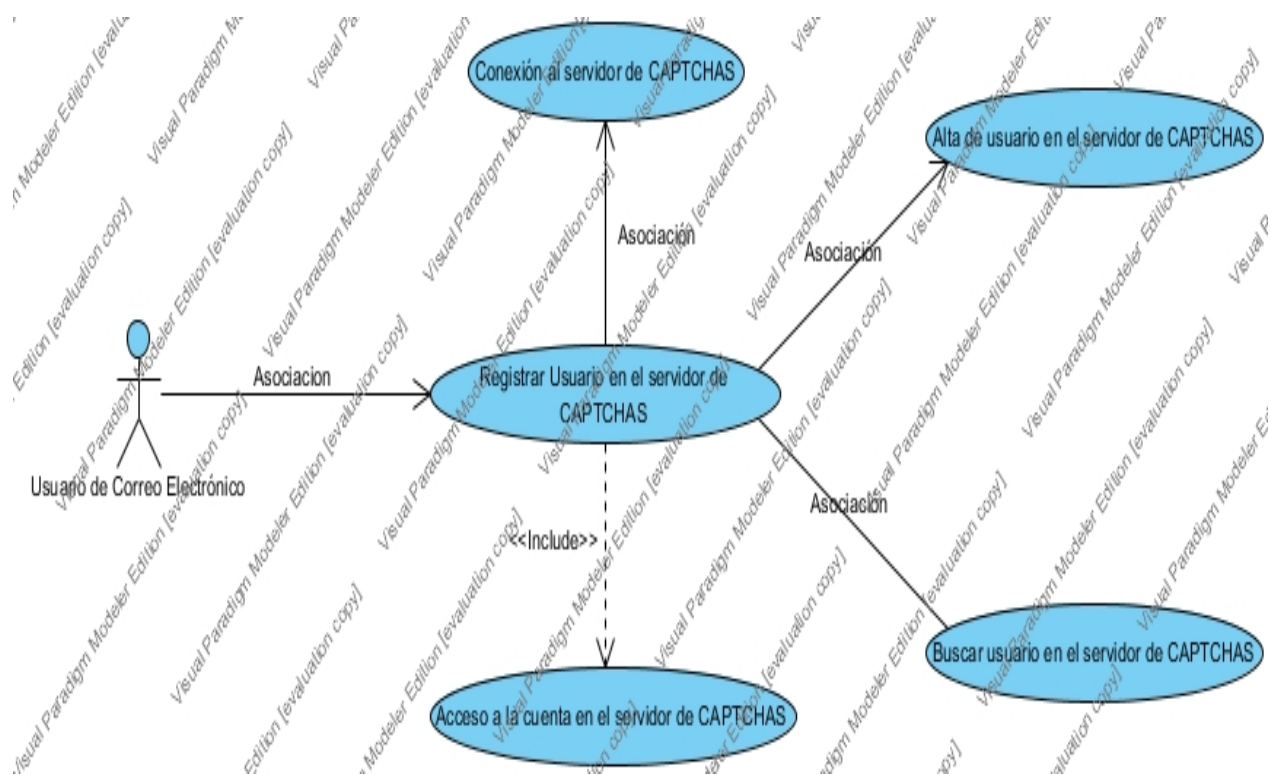 Conexión al servidor de CAPTCHAS
Alta de usuario en el servidor de CAPTCHAS
Asociación
Asociación
Asociacion
Registrar Usuario en el servidor de
CAPTCHAS
Usuario de Correo Electrónico
Asociación
<<Include>>
Buscar usuario en el servidor de CAPTCHAS
Acceso a la cuenta en el servidor de CAPTCHAS
Visual Paradigm Modeler Edition [evaluation copy]